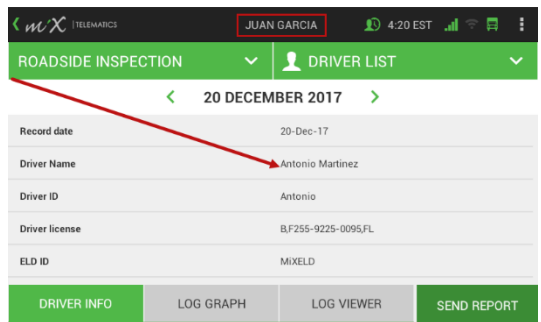 miX TELEMATICS JUAN GARCIA 4:20 EST
ROADSIDE INSPECTION DRIVER LIST
20 DECEMBER 2017
Record date 20-Dec-17
Driver Name Antonio Martinez
Driver ID Antonio
Driver license B,F255-9225-0095,FL
ELD ID MiXELD
DRIVER INFO LOG GRAPH LOG VIEWER SEND REPORT